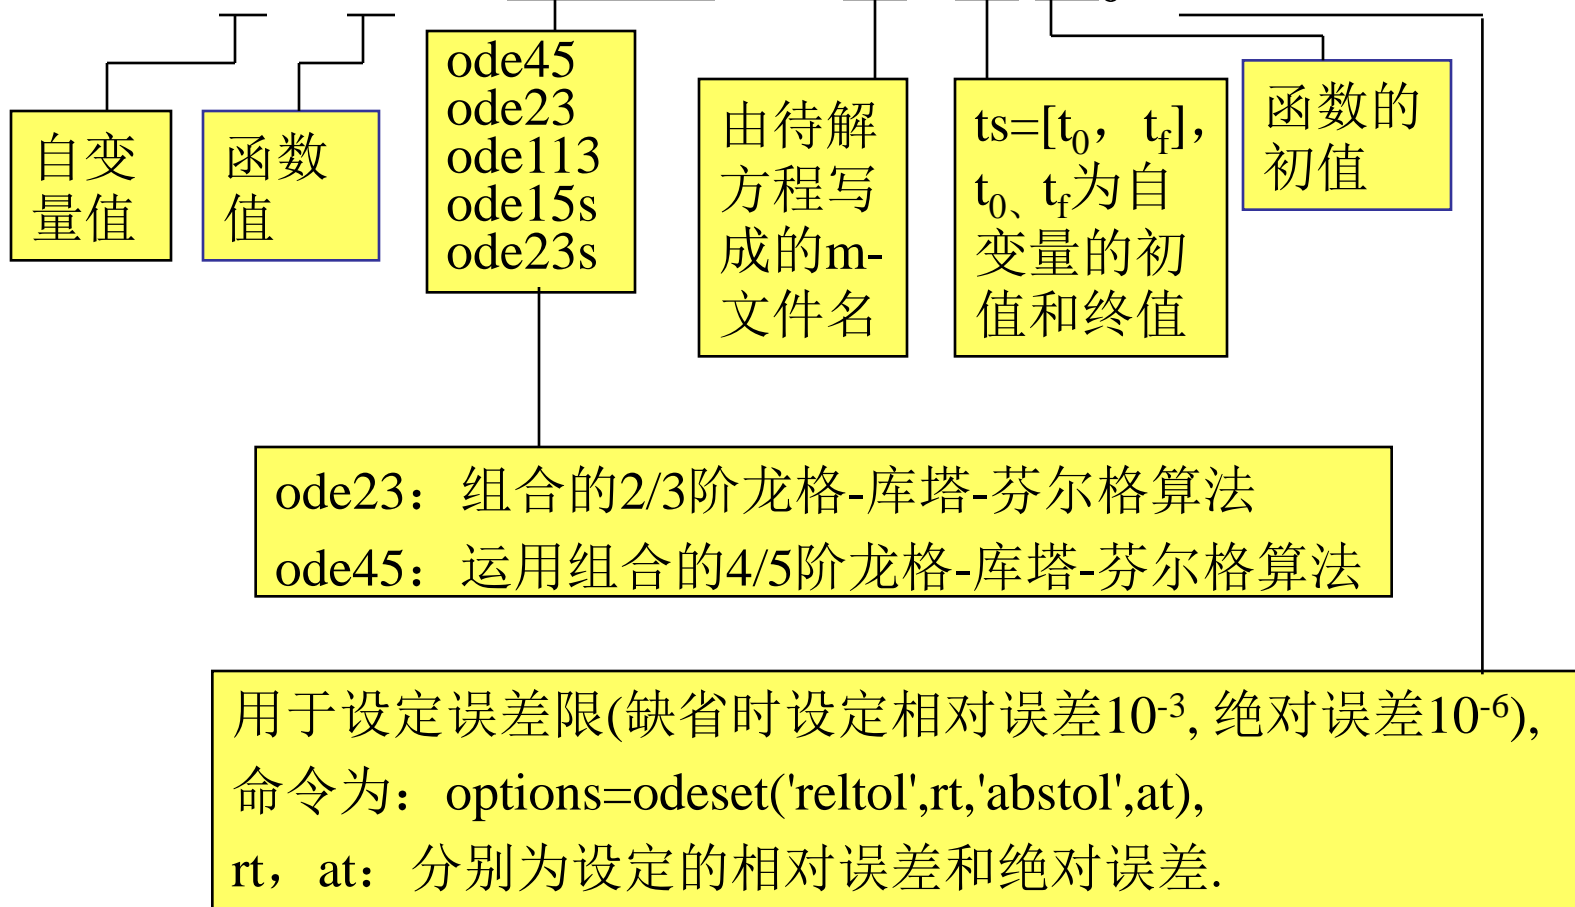 自变
量值
函数
值
ode45
ode23
ode113
ode15s
ode23s
由待解
方程写
成的m-
文件名
ts=[t₀，t_f]，
t₀、t_f为自
变量的初
值和终值
函数的
初值
ode23：组合的2/3阶龙格-库塔-芬尔格算法
ode45：运用组合的4/5阶龙格-库塔-芬尔格算法
用于设定误差限(缺省时设定相对误差10⁻³, 绝对误差10⁻⁶),
命令为：options=odeset('reltol',rt,'abstol',at),
rt，at：分别为设定的相对误差和绝对误差.